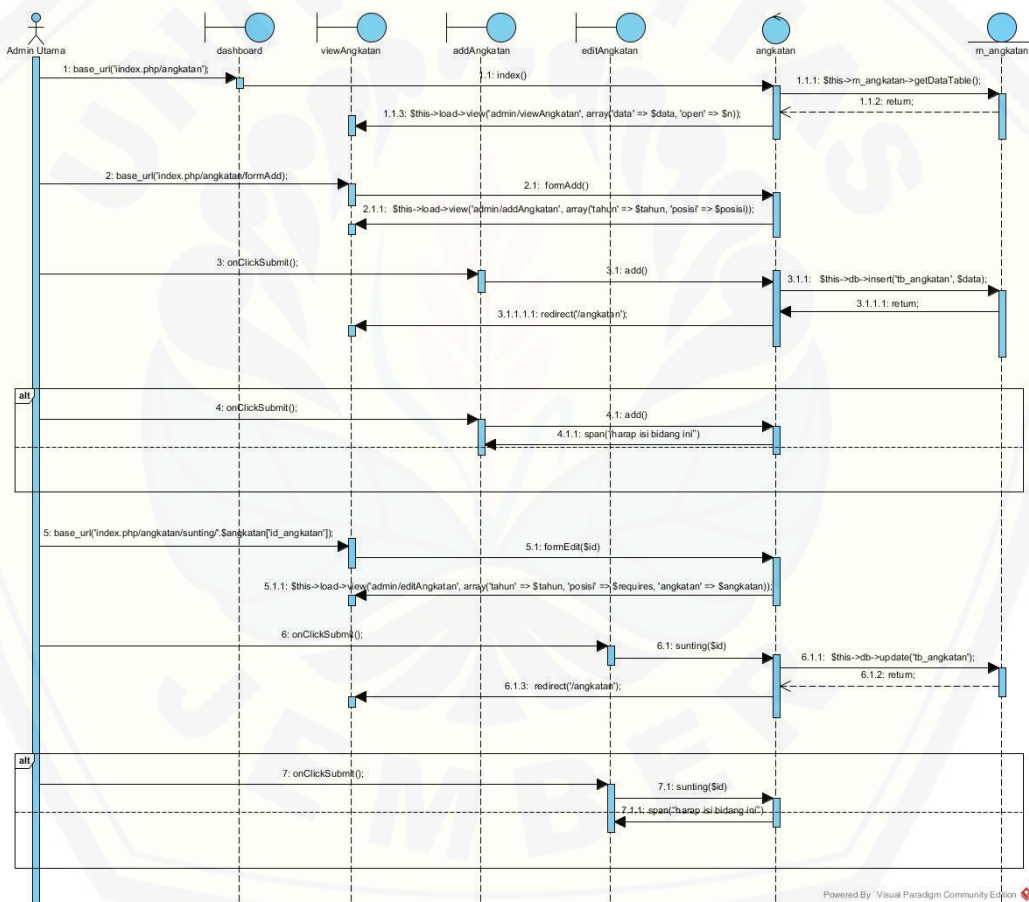 Admin Utama
dashboard
viewAngkatan
addAngkatan
editAngkatan
angkatan
m_angkatan
1: base_url('iindex.php/angkatan');
1.1: index()
1.1.1: $this->m_angkatan->getDataTable();
1.1.2: return;
1.1.3: $this->load->view('admin/viewAngkatan', array('data' => $data, 'open' => $n));
2: base_url('index.php/angkatan/formAdd);
2.1: formAdd()
2.1.1: $this->load->view('admin/addAngkatan', array('tahun' => $tahun, 'posisi' => $posisi));
3: onClickSubmit();
3.1: add()
3.1.1: $this->db->insert('tb_angkatan', $data);
3.1.1.1: return;
3.1.1.1.1: redirect('/angkatan');
alt
4: onClickSubmit();
4.1: add()
4.1.1: span("harap isi bidang ini")
5: base_url('index.php/angkatan/sunting/'.$angkatan['id_angkatan']);
5.1: formEdit($id)
5.1.1: $this->load->view('admin/editAngkatan', array('tahun' => $tahun, 'posisi' => $requires, 'angkatan' => $angkatan));
6: onClickSubmit();
6.1: sunting($id)
6.1.1: $this->db->update('tb_angkatan');
6.1.2: return;
6.1.3: redirect('/angkatan');
alt
7: onClickSubmit();
7.1: sunting($id)
7.1.1: span("harap isi bidang ini")
JEMBER
Powered By Visual Paradigm Community Edition